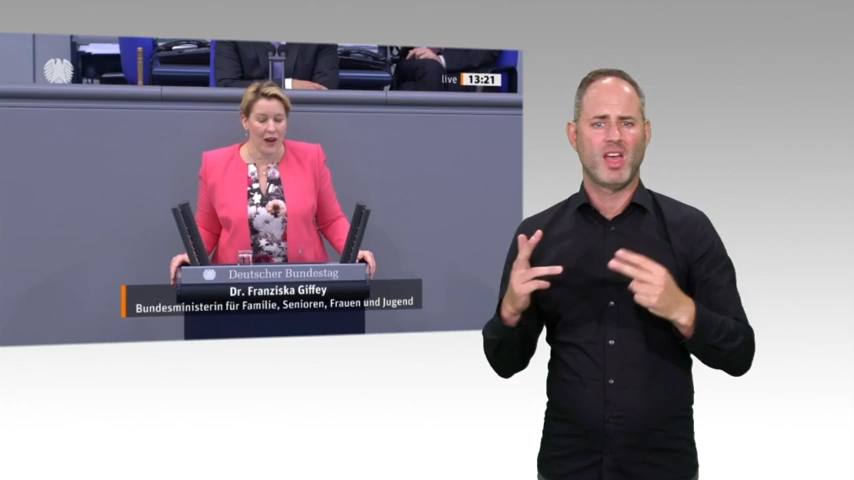 live 13:21
Deutscher Bundestag
Dr. Franziska Giffey
Bundesministerin für Familie, Senioren, Frauen und Jugend